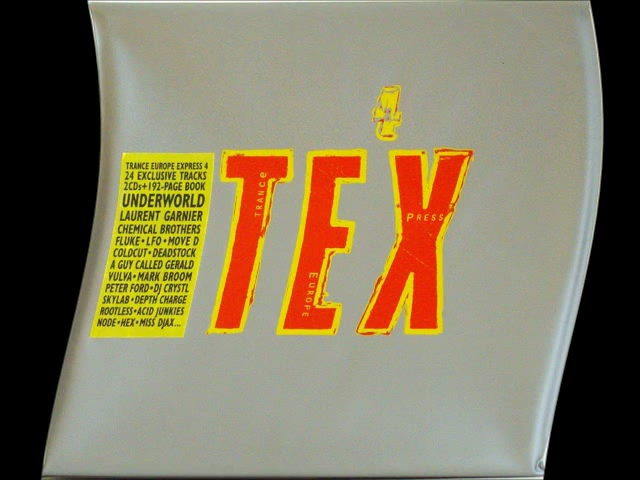 4
TEX
TRANCE
EUROPE
PRESS
TRANCE EUROPE EXPRESS 4
24 EXCLUSIVE TRACKS
2CDs+192-PAGE BOOK
UNDERWORLD
LAURENT GARNIER
CHEMICAL BROTHERS
FLUKE•LFO•MOVE D
COLDCUT•DEADSTOCK
A GUY CALLED GERALD
VULVA•MARK BROOM
PETER FORD•DJ CRYSTL
SKYLAB•DEPTH CHARGE
ROOTLESS•ACID JUNKIES
NODE•HEX•MISS DJAX...